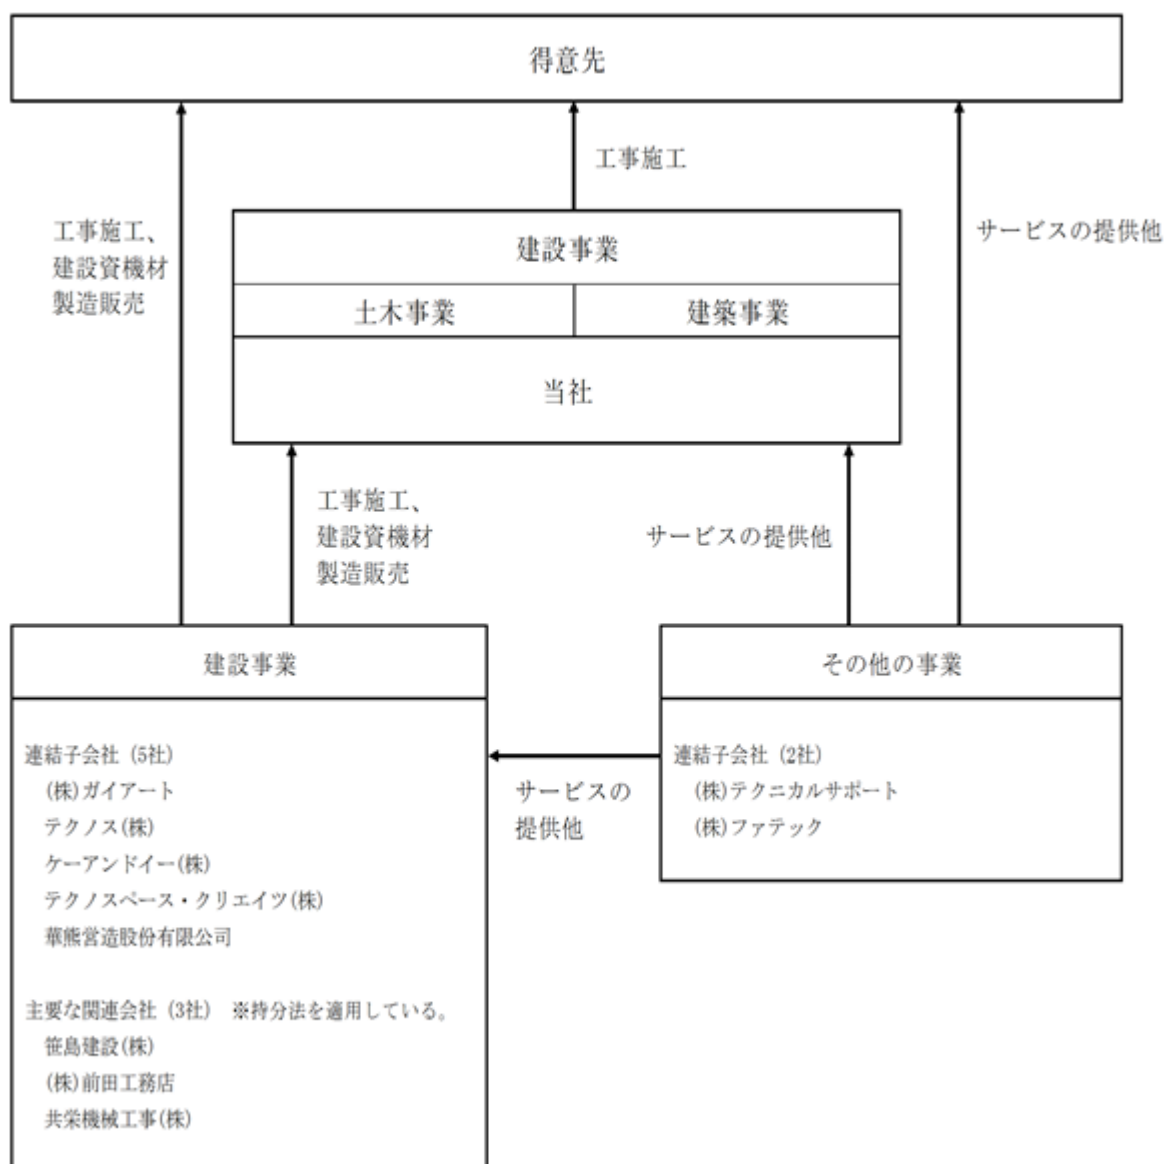 得意先
工事施工
工事施工、
建設資機材
製造販売
サービスの提供他
建設事業
土木事業
建築事業
当社
工事施工、
建設資機材
製造販売
サービスの提供他
建設事業
連結子会社 (5社)
(株)ガイアート
テクノス(株)
ケーアンドイー(株)
テクノスペース・クリエイツ(株)
華熊営造股份有限公司
主要な関連会社 (3社) ※持分法を適用している。
笹島建設(株)
(株)前田工務店
共栄機械工事(株)
サービスの
提供他
その他の事業
連結子会社 (2社)
(株)テクニカルサポート
(株)ファテック